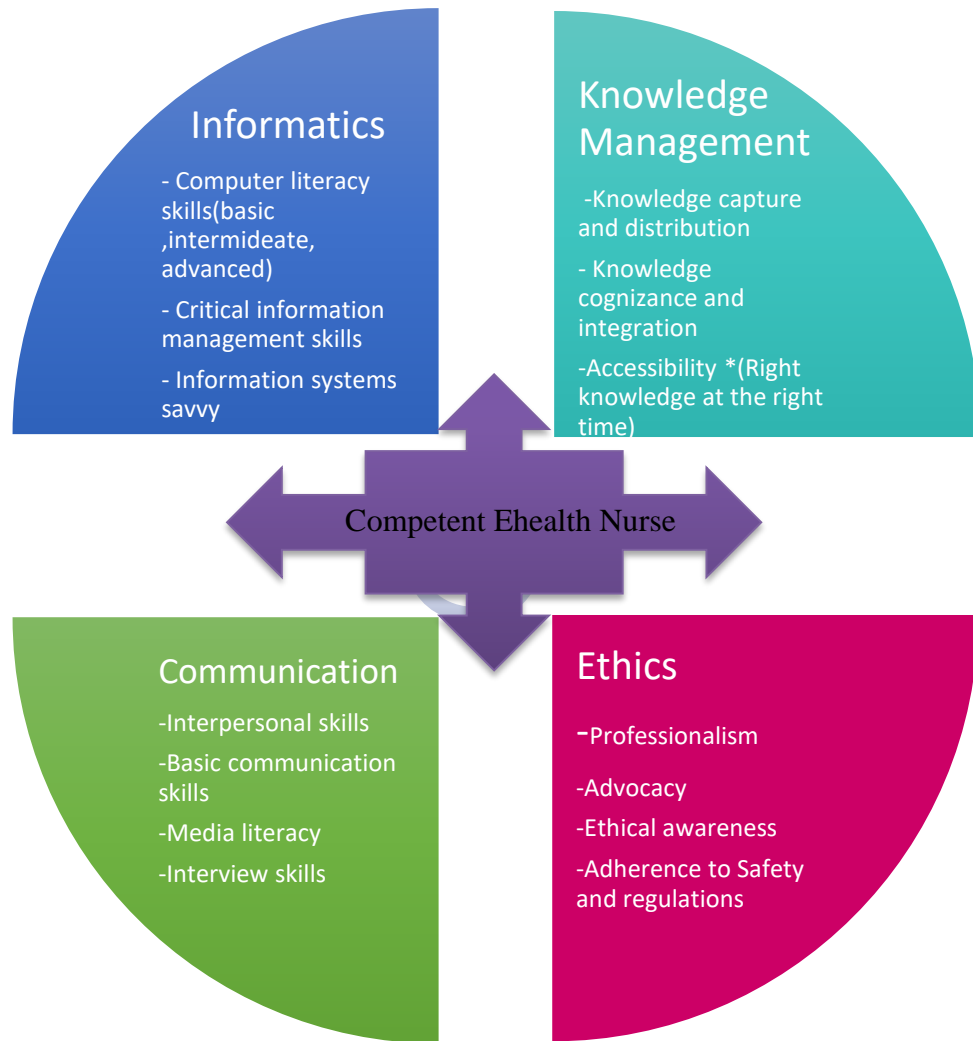 Informatics
- Computer literacy
skills(basic
,intermideate,
advanced)
- Critical information
management skills
- Information systems
savvy
Knowledge
Management
-Knowledge capture
and distribution
- Knowledge
cognizance and
integration
-Accessibility *(Right
knowledge at the right
time)
Competent Ehealth Nurse
Communication
-Interpersonal skills
-Basic communication
skills
-Media literacy
-Interview skills
Ethics
-Professionalism
-Advocacy
-Ethical awareness
-Adherence to Safety
and regulations